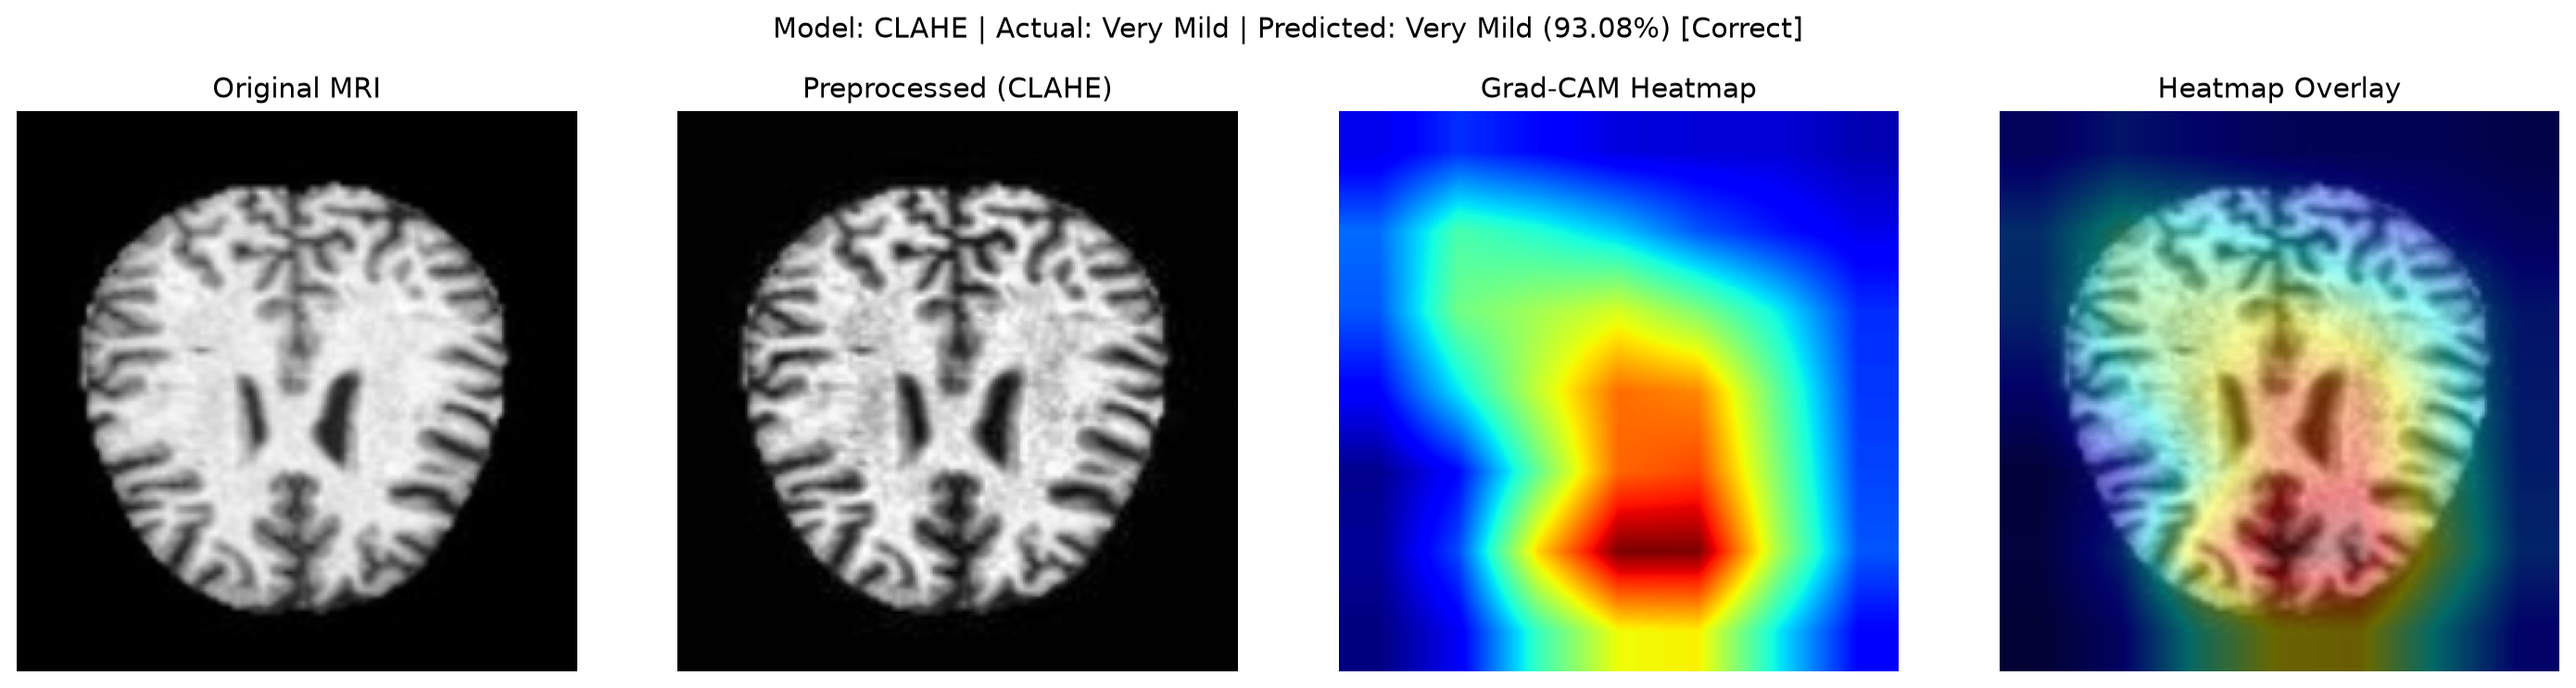 Model: CLAHE | Actual: Very Mild | Predicted: Very Mild (93.08%) [Correct]
Original MRI
Preprocessed (CLAHE)
Grad-CAM Heatmap
Heatmap Overlay